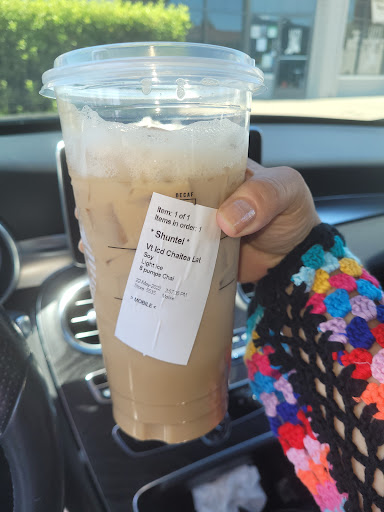 DECAF
Item: 1 of 1
Items in order: 1
* Shuntel *
Vt Icd Chaitea Lat
Soy
Light Ice
8 pumps Chai
> MOBILE *